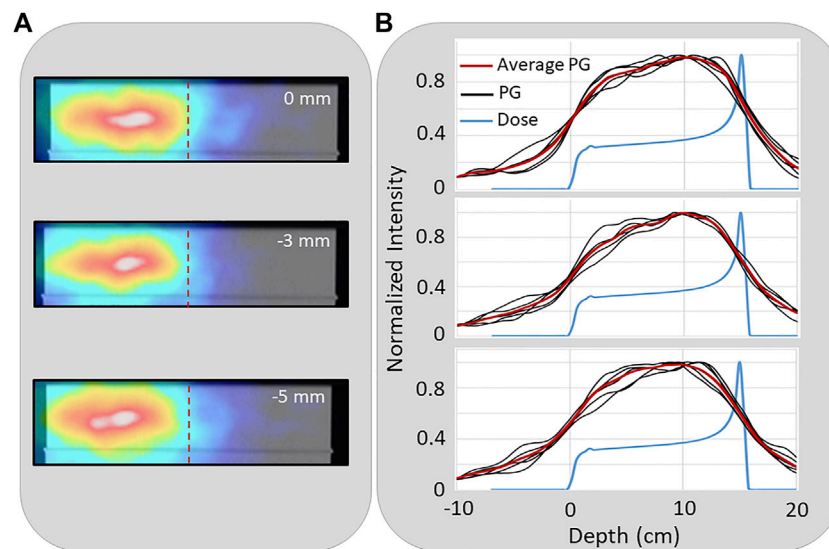 A
0 mm
-3 mm
-5 mm
B
Normalized Intensity
Average PG
PG
Dose
0.8
0.4
0
0.8
0.4
0
0.8
0.4
0
-10
0
10
20
Depth (cm)